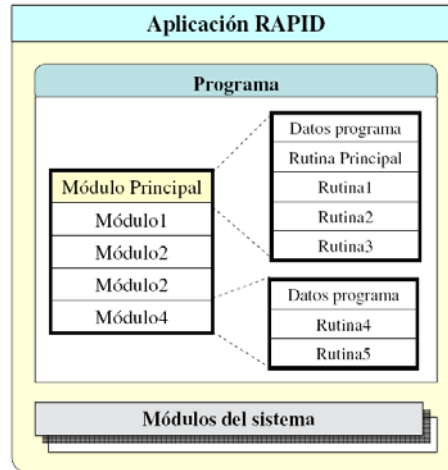 Aplicación RAPID
Programa
Módulo Principal
Módulo1
Módulo2
Módulo2
Módulo4
Datos programa
Rutina Principal
Rutina1
Rutina2
Rutina3
Datos programa
Rutina4
Rutina5
Módulos del sistema